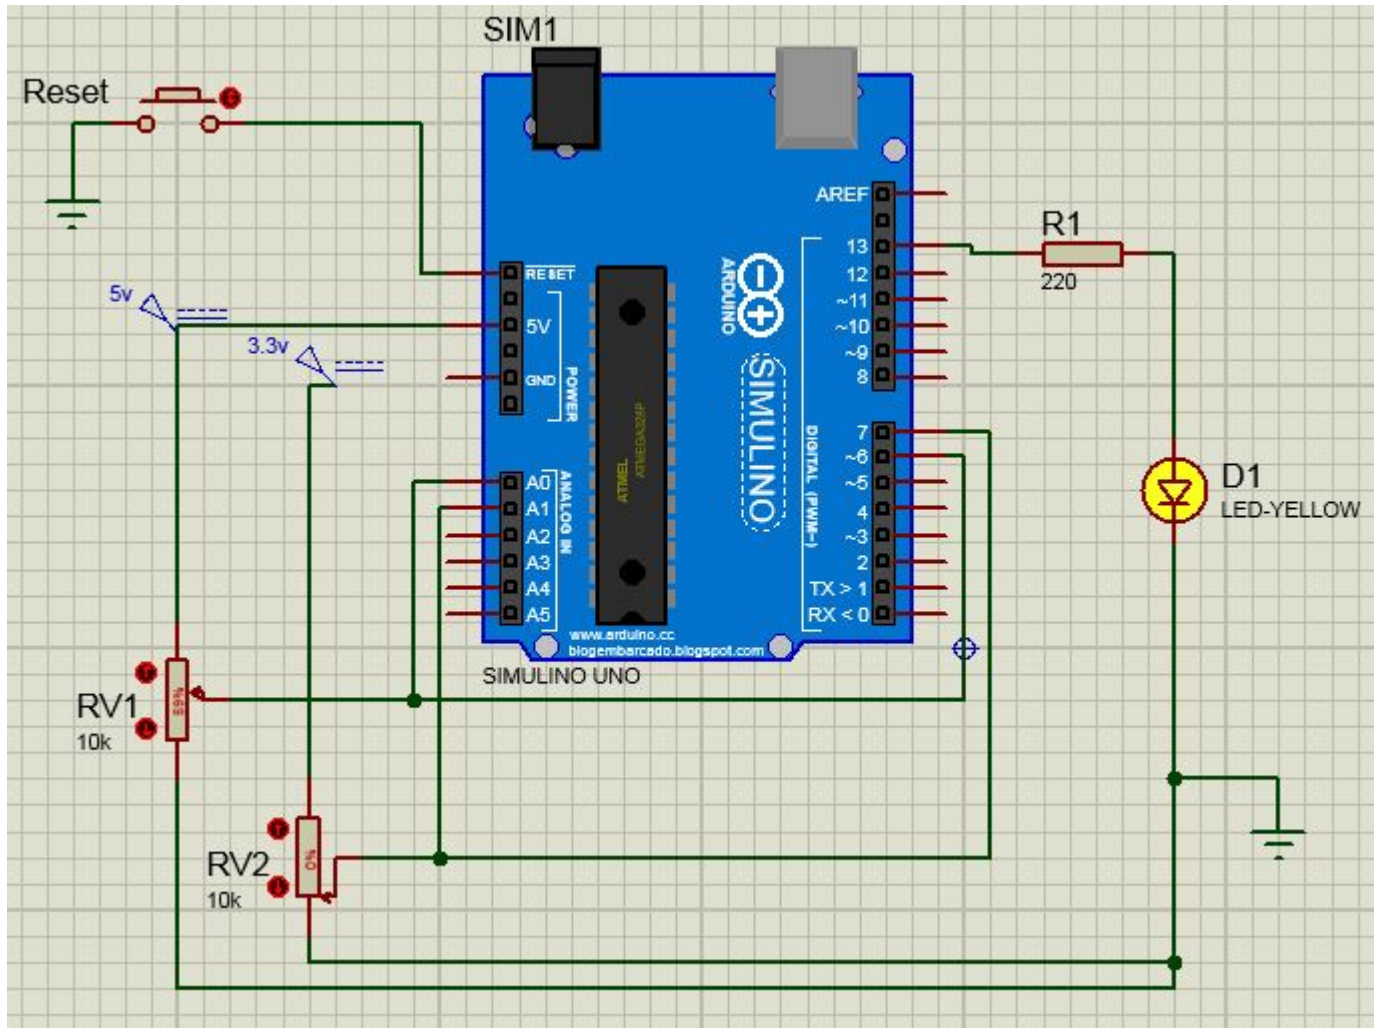 SIM1
Reset
AREF
13
12
~11
~10
~9
8
RESET
5V
GND
POWER
ARDUINO
SIMULINO
ATMEL
ATMEGA328P
5v
3.3v
R1
220
7
~6
~5
4
~3
2
TX > 1
RX < 0
DIGITAL (PWM~)
A0
A1
A2
A3
A4
A5
ANALOG IN
D1
LED-YELLOW
www.arduino.cc
blogembarcado.blogspot.com
SIMULINO UNO
RV1
10k
59%
RV2
10k
0%